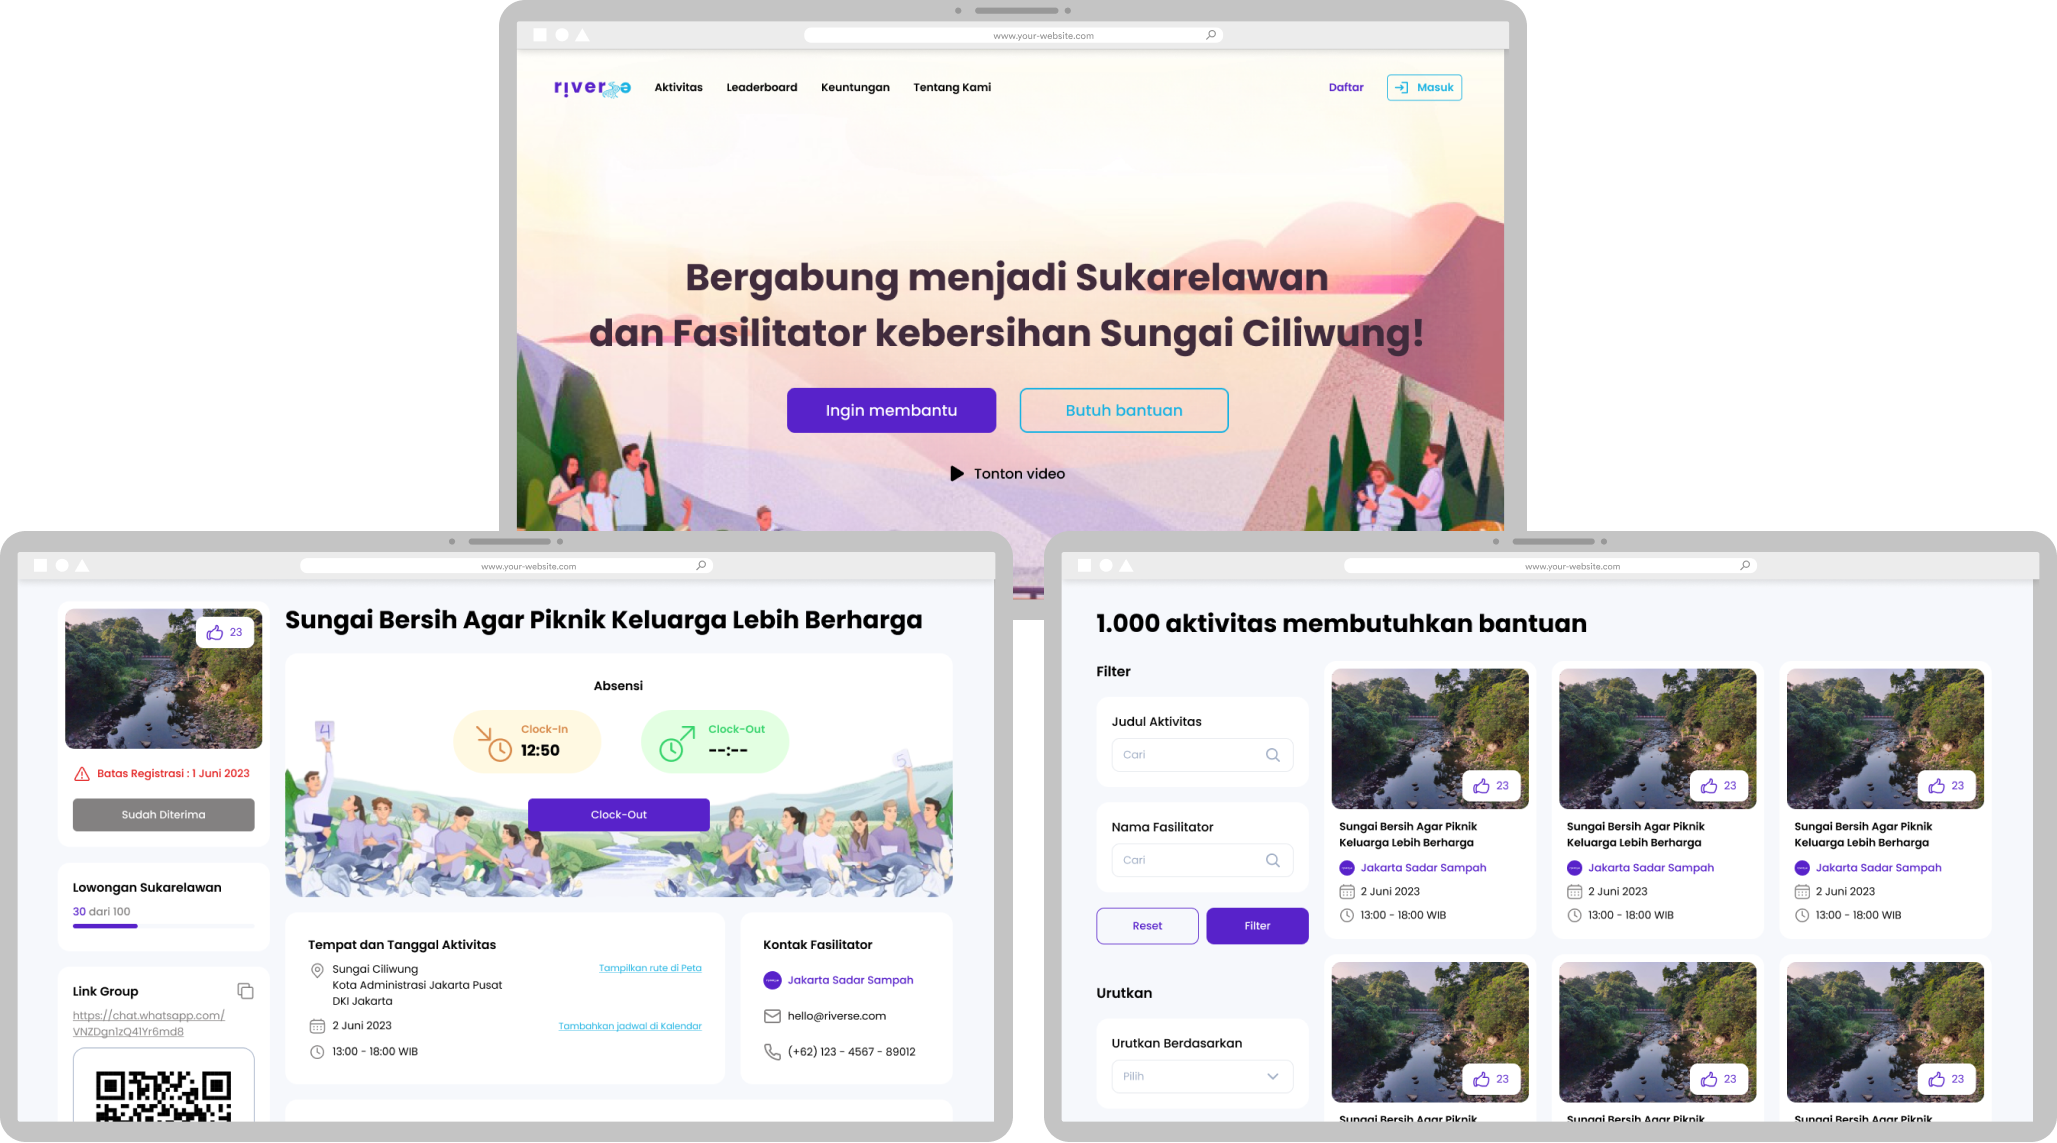 www.your-website.com
riverse
Aktivitas
Leaderboard
Keuntungan
Tentang Kami
Daftar
Masuk
Bergabung menjadi Sukarelawan
dan Fasilitator kebersihan Sungai Ciliwung!
Ingin membantu
Butuh bantuan
Tonton video
www.your-website.com
23
Batas Registrasi : 1 Juni 2023
Sudah Diterima
Lowongan Sukarelawan
30 dari 100
Link Group
https://chat.whatsapp.com/
VNZDgn1zQ41Yr6md8
Sungai Bersih Agar Piknik Keluarga Lebih Berharga
Absensi
Clock-In
12:50
Clock-Out
--:--
4
5
Clock-Out
Tempat dan Tanggal Aktivitas
Sungai Ciliwung
Kota Administrasi Jakarta Pusat
DKI Jakarta
Tampilkan rute di Peta
2 Juni 2023
Tambahkan jadwal di Kalendar
13:00 - 18:00 WIB
Kontak Fasilitator
Jakarta Sadar Sampah
hello@riverse.com
(+62) 123 - 4567 - 89012
www.your-website.com
1.000 aktivitas membutuhkan bantuan
Filter
Judul Aktivitas
Cari
Nama Fasilitator
Cari
Reset
Filter
Urutkan
Urutkan Berdasarkan
Pilih
23
Sungai Bersih Agar Piknik
Keluarga Lebih Berharga
Jakarta Sadar Sampah
2 Juni 2023
13:00 - 18:00 WIB
23
Sungai Bersih Agar Piknik
Keluarga Lebih Berharga
Jakarta Sadar Sampah
2 Juni 2023
13:00 - 18:00 WIB
23
Sungai Bersih Agar Piknik
Keluarga Lebih Berharga
Jakarta Sadar Sampah
2 Juni 2023
13:00 - 18:00 WIB
23
Sungai Bersih Agar Piknik
23
Sungai Bersih Agar Piknik
23
Sungai Bersih Agar Piknik